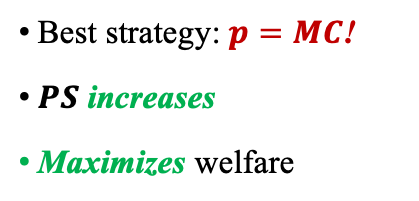 • Best strategy: p = MC!
• PS increases
• Maximizes welfare